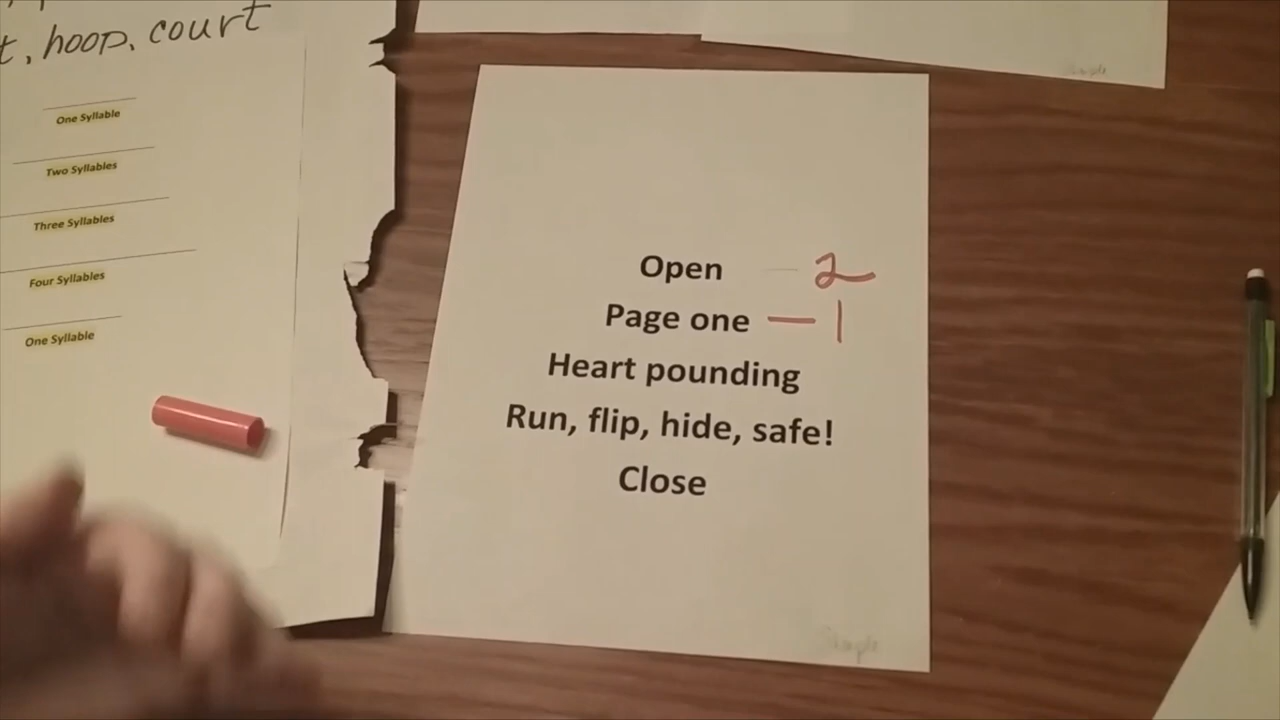 t, hoop, court
One Syllable
Two Syllables
Three Syllables
Four Syllables
One Syllable
Open 2
Page one — 1
Heart pounding
Run, flip, hide, safe!
Close